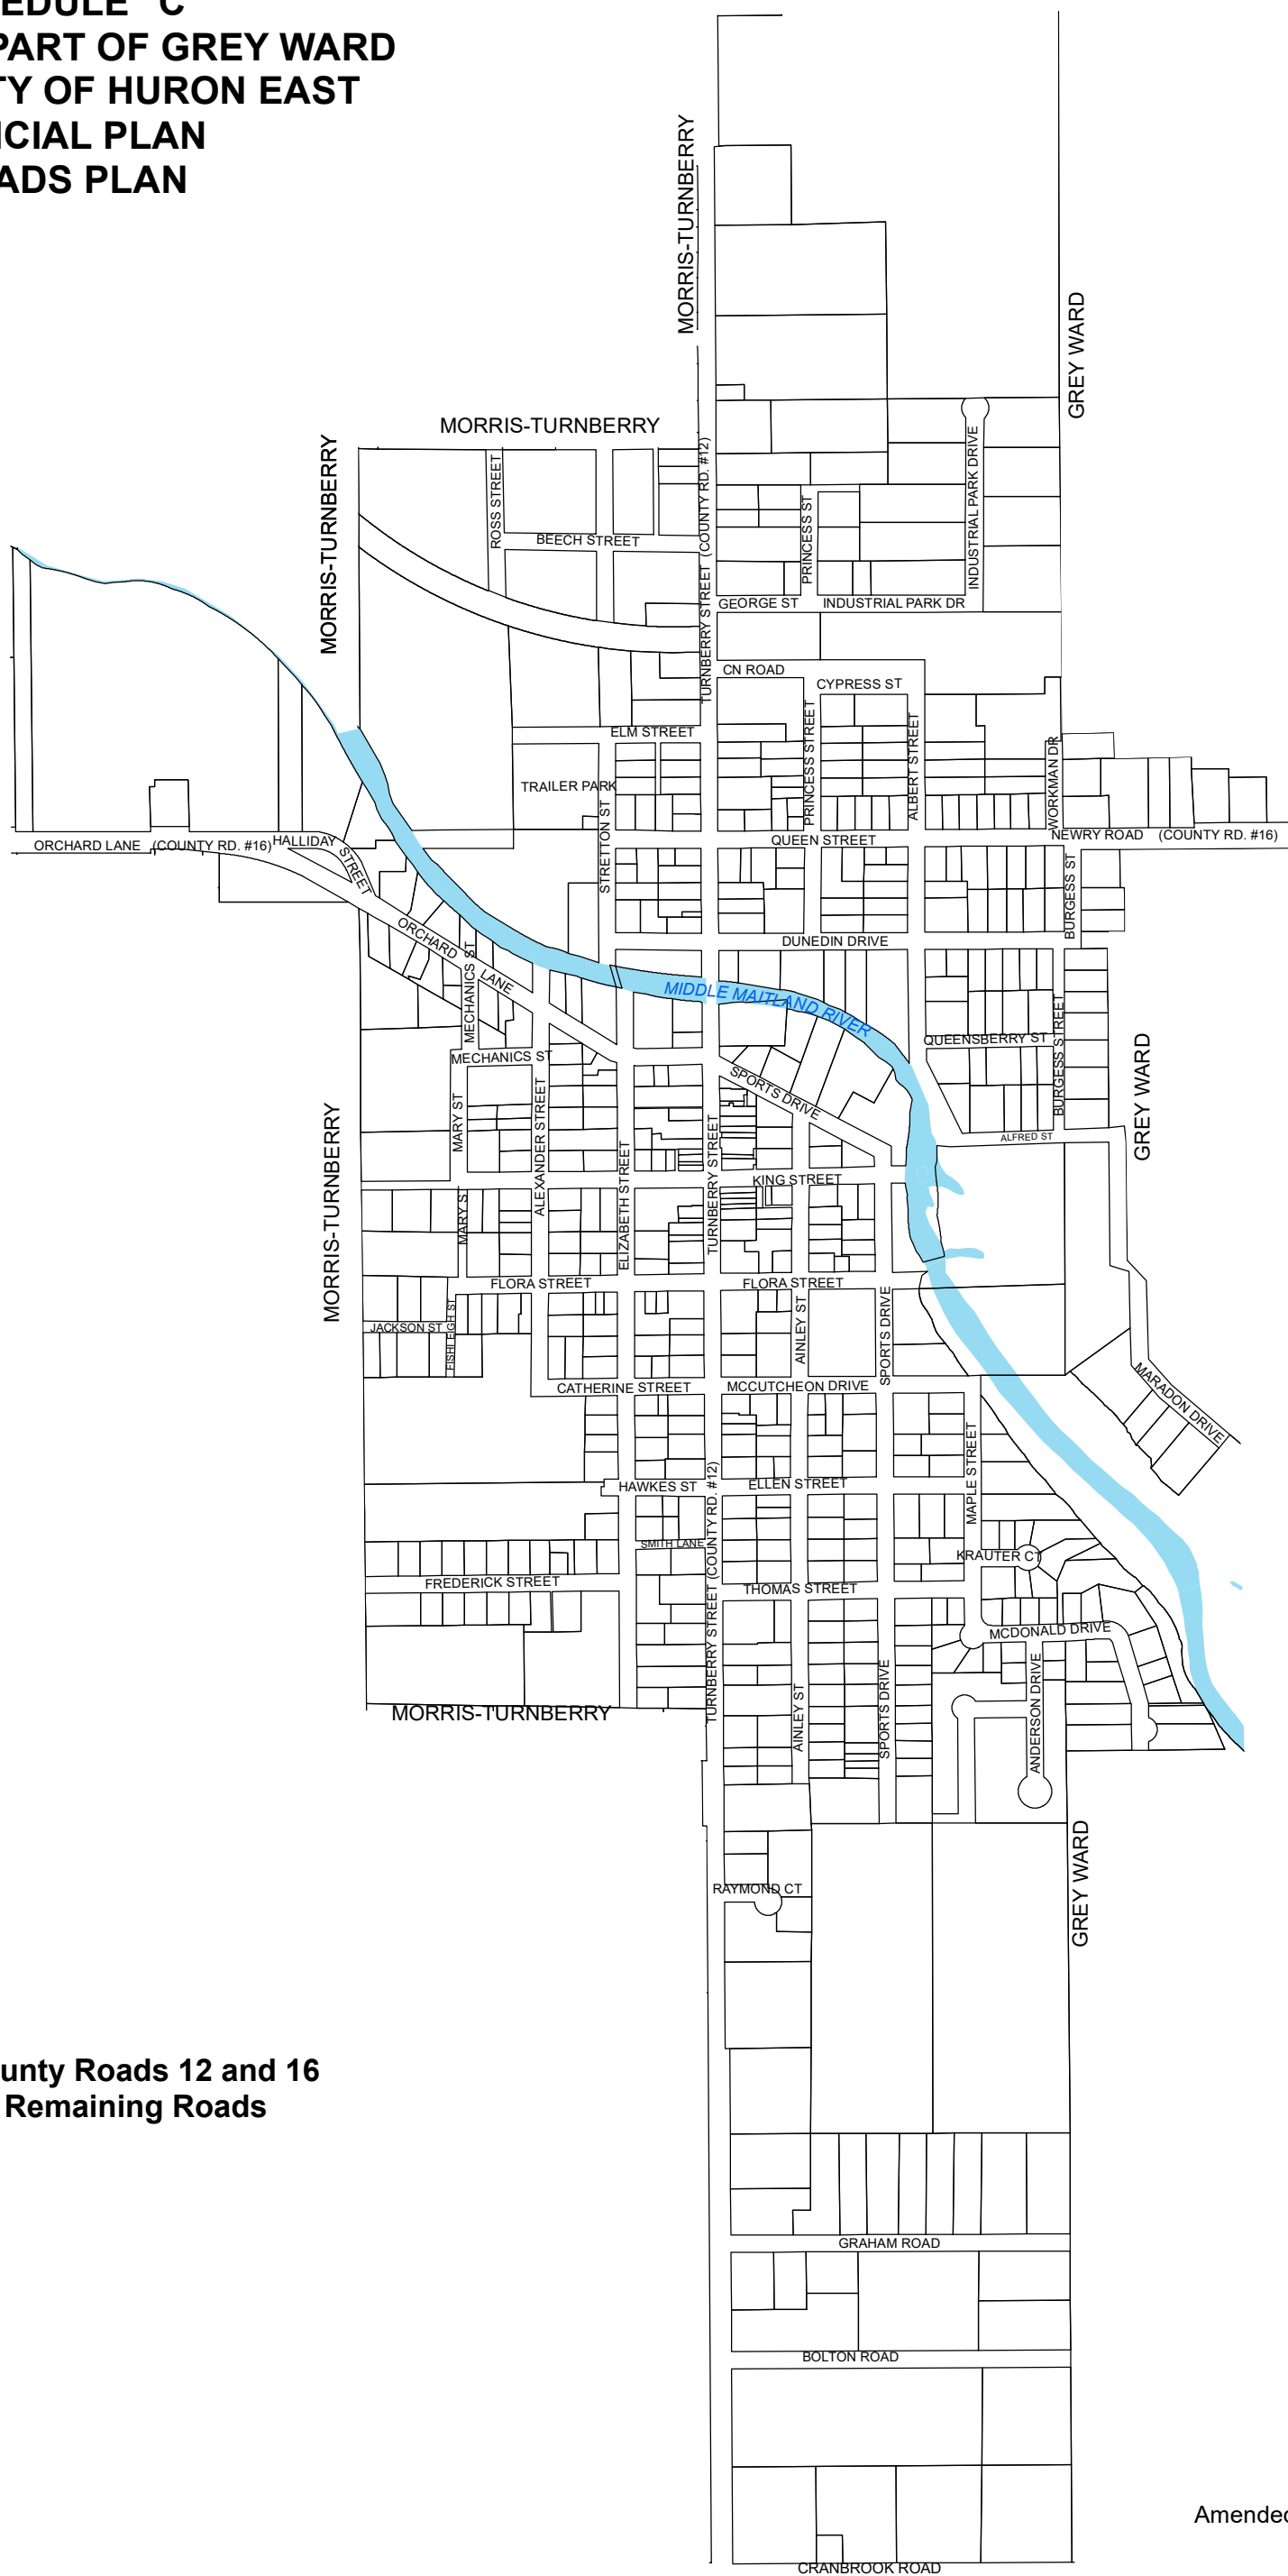 "C
PART OF GREY WARD
OF HURON EAST
PLAN
PLAN
MORRIS-TURNBERRY
GREY WARD
MORRIS-TURNBERRY
MORRIS-TURNBERRY
ROSS STREET
BEECH STREET
TURNBERRY STREET (COUNTY RD. #12)
PRINCESS ST
INDUSTRIAL PARK DRIVE
GEORGE ST
INDUSTRIAL PARK DR
CN ROAD
CYPRESS ST
ELM STREET
PRINCESS STREET
ALBERT STREET
WORKMAN DR
TRAILER PARK
STRETTON ST
QUEEN STREET
NEWRY ROAD (COUNTY RD. #16)
ORCHARD LANE (COUNTY RD. #16)
HALLIDAY STREET
BURGESS ST
ORCHARD LANE
DUNEDIN DRIVE
MECHANICS ST
MIDDLE MAITLAND RIVER
QUEENSBERRY ST
BURGESS STREET
MECHANICS ST
GREY WARD
SPORTS DRIVE
MARY ST
ALEXANDER STREET
ALFRED ST
MORRIS-TURNBERRY
ELIZABETH STREET
TURNBERRY STREET
KING STREET
MARY S
FLORA STREET
FLORA STREET
JACKSON ST
FISHLEIGH ST
AINLEY ST
SPORTS DRIVE
CATHERINE STREET
MCCUTCHEON DRIVE
MARADON DRIVE
MAPLE STREET
HAWKES ST
ELLEN STREET
TURNBERRY STREET (COUNTY RD. #12)
SMITH LANE
KRAUTER CT
FREDERICK STREET
THOMAS STREET
MCDONALD DRIVE
AINLEY ST
SPORTS DRIVE
ANDERSON DRIVE
MORRIS-TURNBERRY
GREY WARD
RAYMOND CT
unty Roads 12 and 16
Remaining Roads
GRAHAM ROAD
BOLTON ROAD
Amended
CRANBROOK ROAD